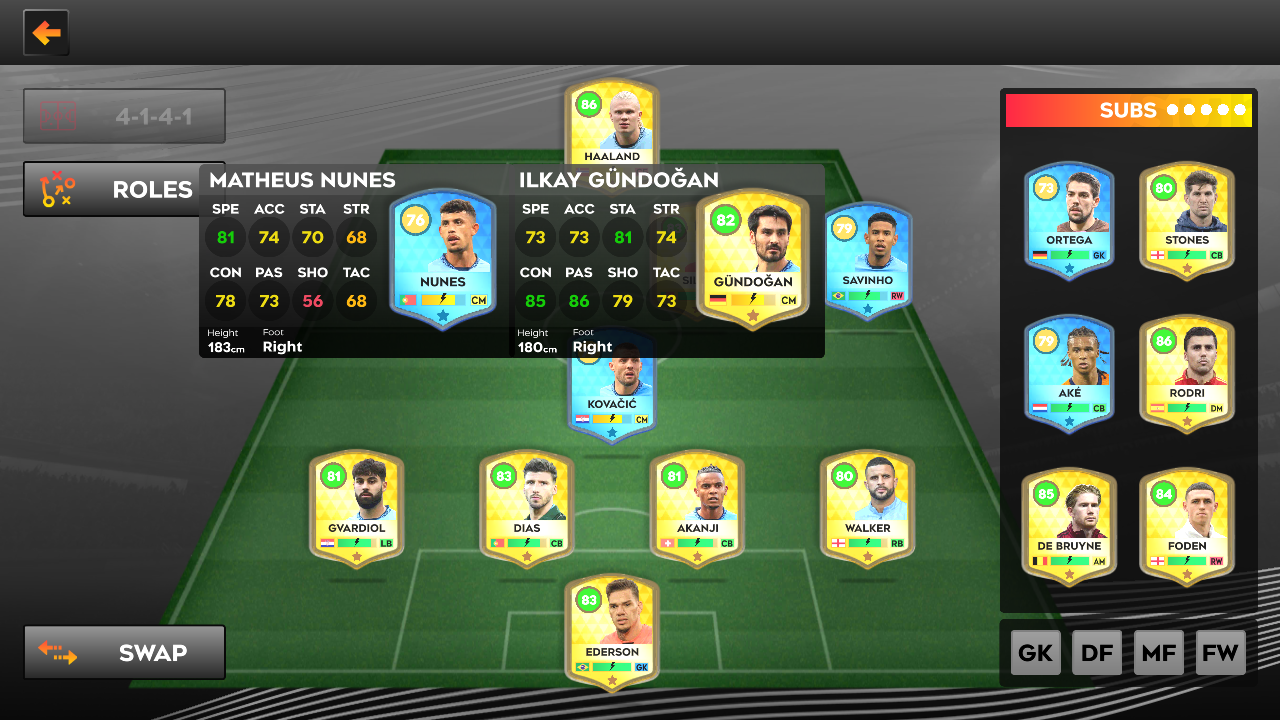 4-1-4-1
ROLES
86
HAALAND
MATHEUS NUNES
SPE ACC STA STR
81 74 70 68
CON PAS SHO TAC
78 73 56 68
Height Foot
183cm Right
76
NUNES
CM
ILKAY GÜNDOĞAN
SPE ACC STA STR
73 73 81 74
CON PAS SHO TAC
85 86 79 73
Height Foot
180cm Right
82
GÜNDOĞAN
CM
79
SAVINHO
RW
KOVAČIĆ
CM
81
GVARDIOL
LB
83
DIAS
CB
81
AKANJI
CB
80
WALKER
RB
83
EDERSON
GK
SWAP
SUBS
73
ORTEGA
GK
80
STONES
CB
79
AKÉ
CB
86
RODRI
DM
85
DE BRUYNE
AM
84
FODEN
RW
GK DF MF FW